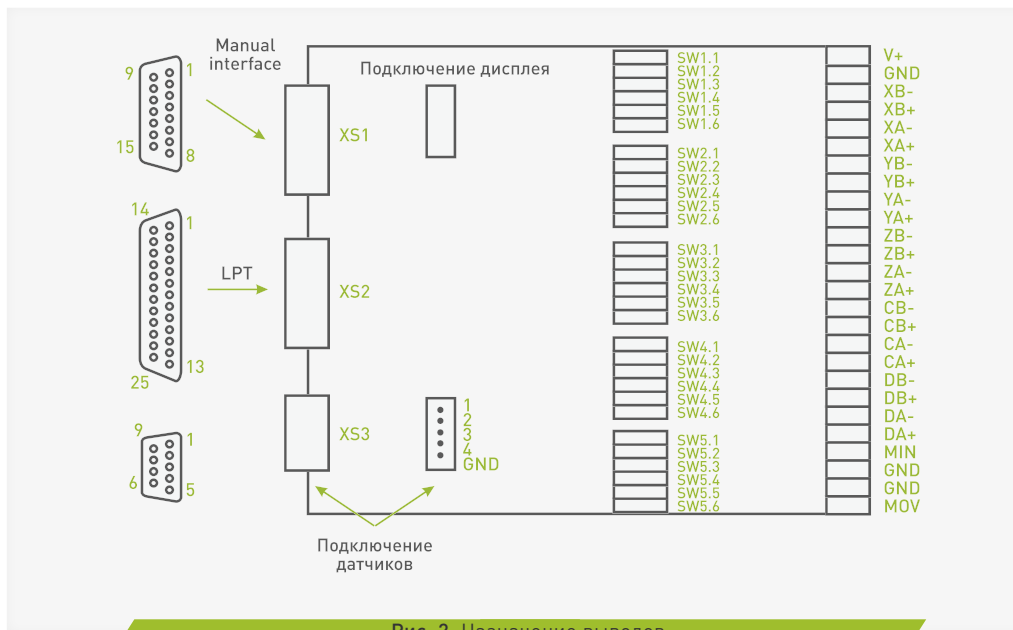 Manual
interface
9
1
15
8
XS1
Подключение дисплея
14
1
LPT
XS2
13
25
9
1
6
5
XS3
1
2
3
4
GND
Подключение
датчиков
SW1.1
SW1.2
SW1.3
SW1.4
SW1.5
SW1.6
SW2.1
SW2.2
SW2.3
SW2.4
SW2.5
SW2.6
SW3.1
SW3.2
SW3.3
SW3.4
SW3.5
SW3.6
SW4.1
SW4.2
SW4.3
SW4.4
SW4.5
SW4.6
SW5.1
SW5.2
SW5.3
SW5.4
SW5.5
SW5.6
V+
GND
XB-
XB+
XA-
XA+
YB-
YB+
YA-
YA+
ZB-
ZB+
ZA-
ZA+
CB-
CB+
CA-
CA+
DB-
DB+
DA-
DA+
MIN
GND
GND
MOV
Рис. 2. Назначение выводов